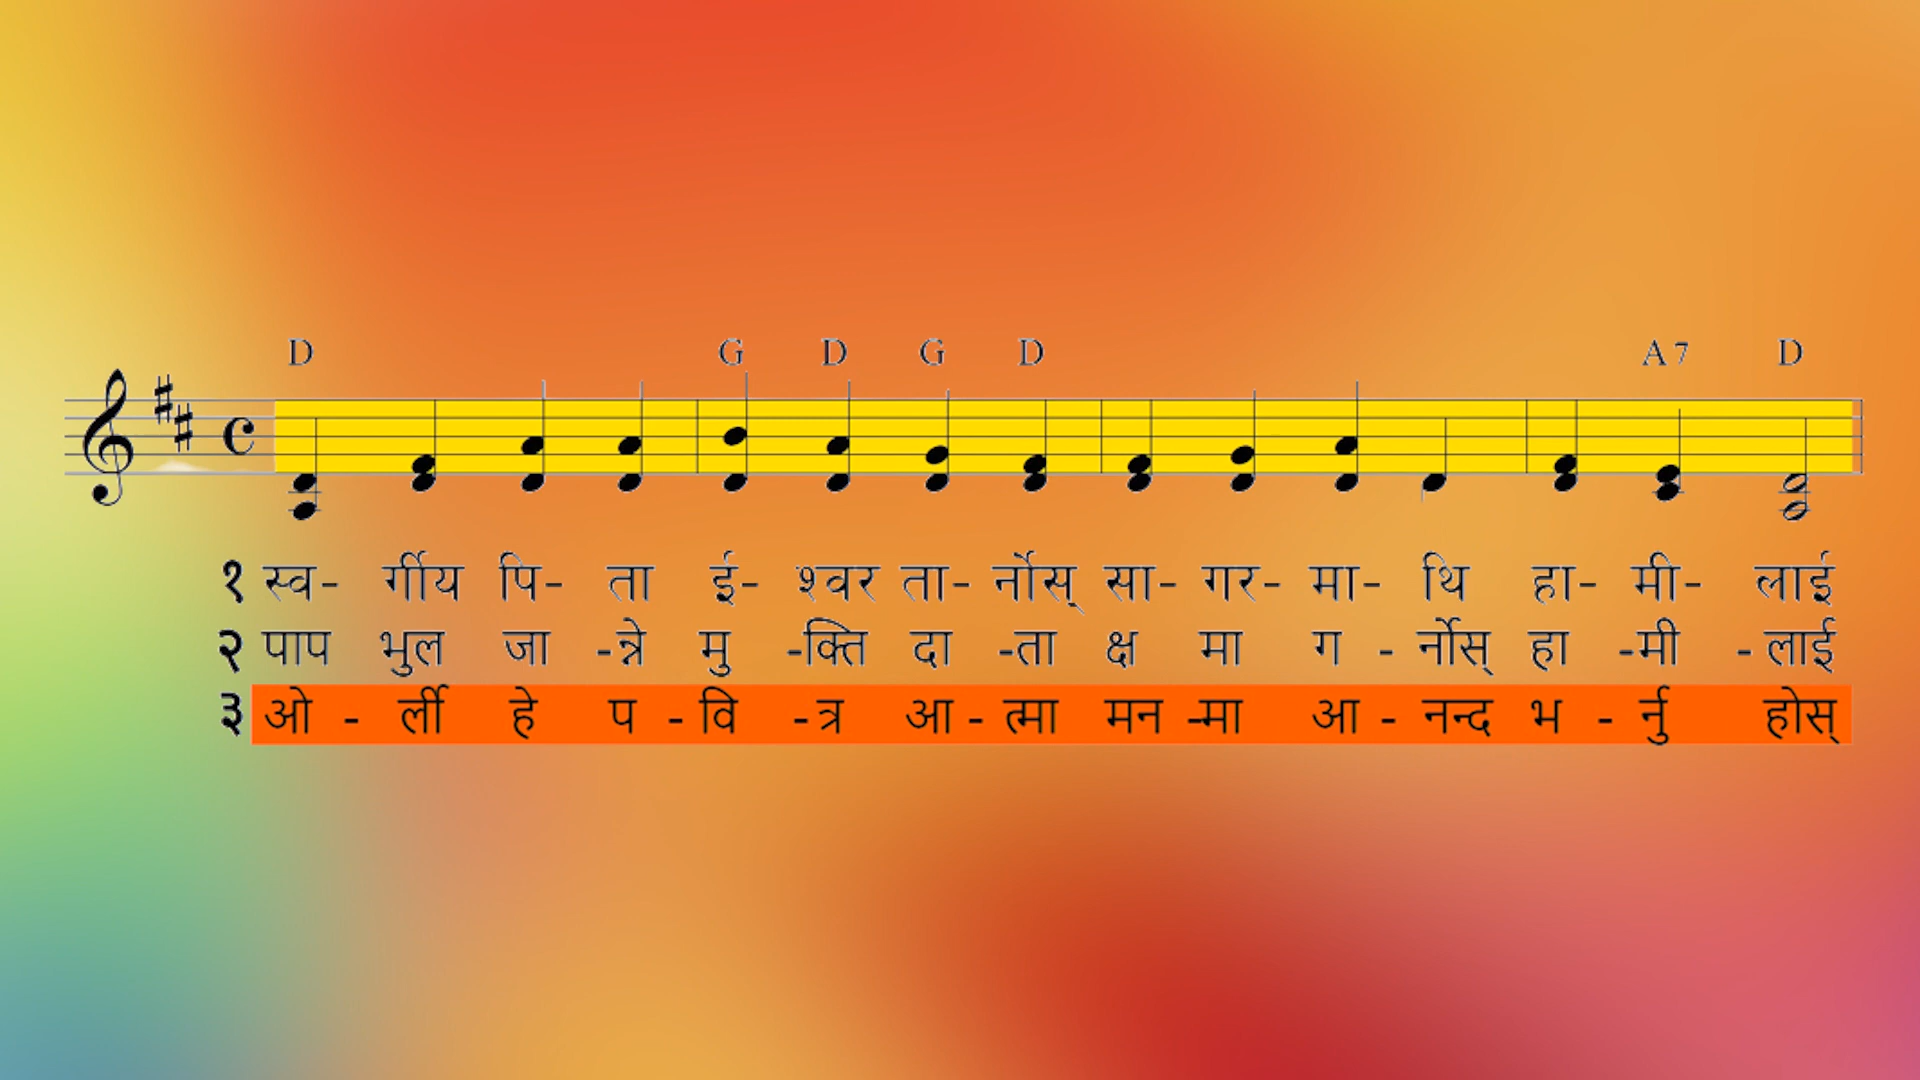 D G D G D A7 D
१ स्व- र्गीय पि- ता ई- श्वर ता- र्नोस् सा- गर- मा- थि हा- मी- लाई
२ पाप भुल जा -न्ने मु -क्ति दा -ता क्ष मा ग - र्नोस् हा -मी - लाई
३ ओ - र्ली हे प - वि - त्र आ - त्मा मन -मा आ - नन्द भ - र्नु होस्